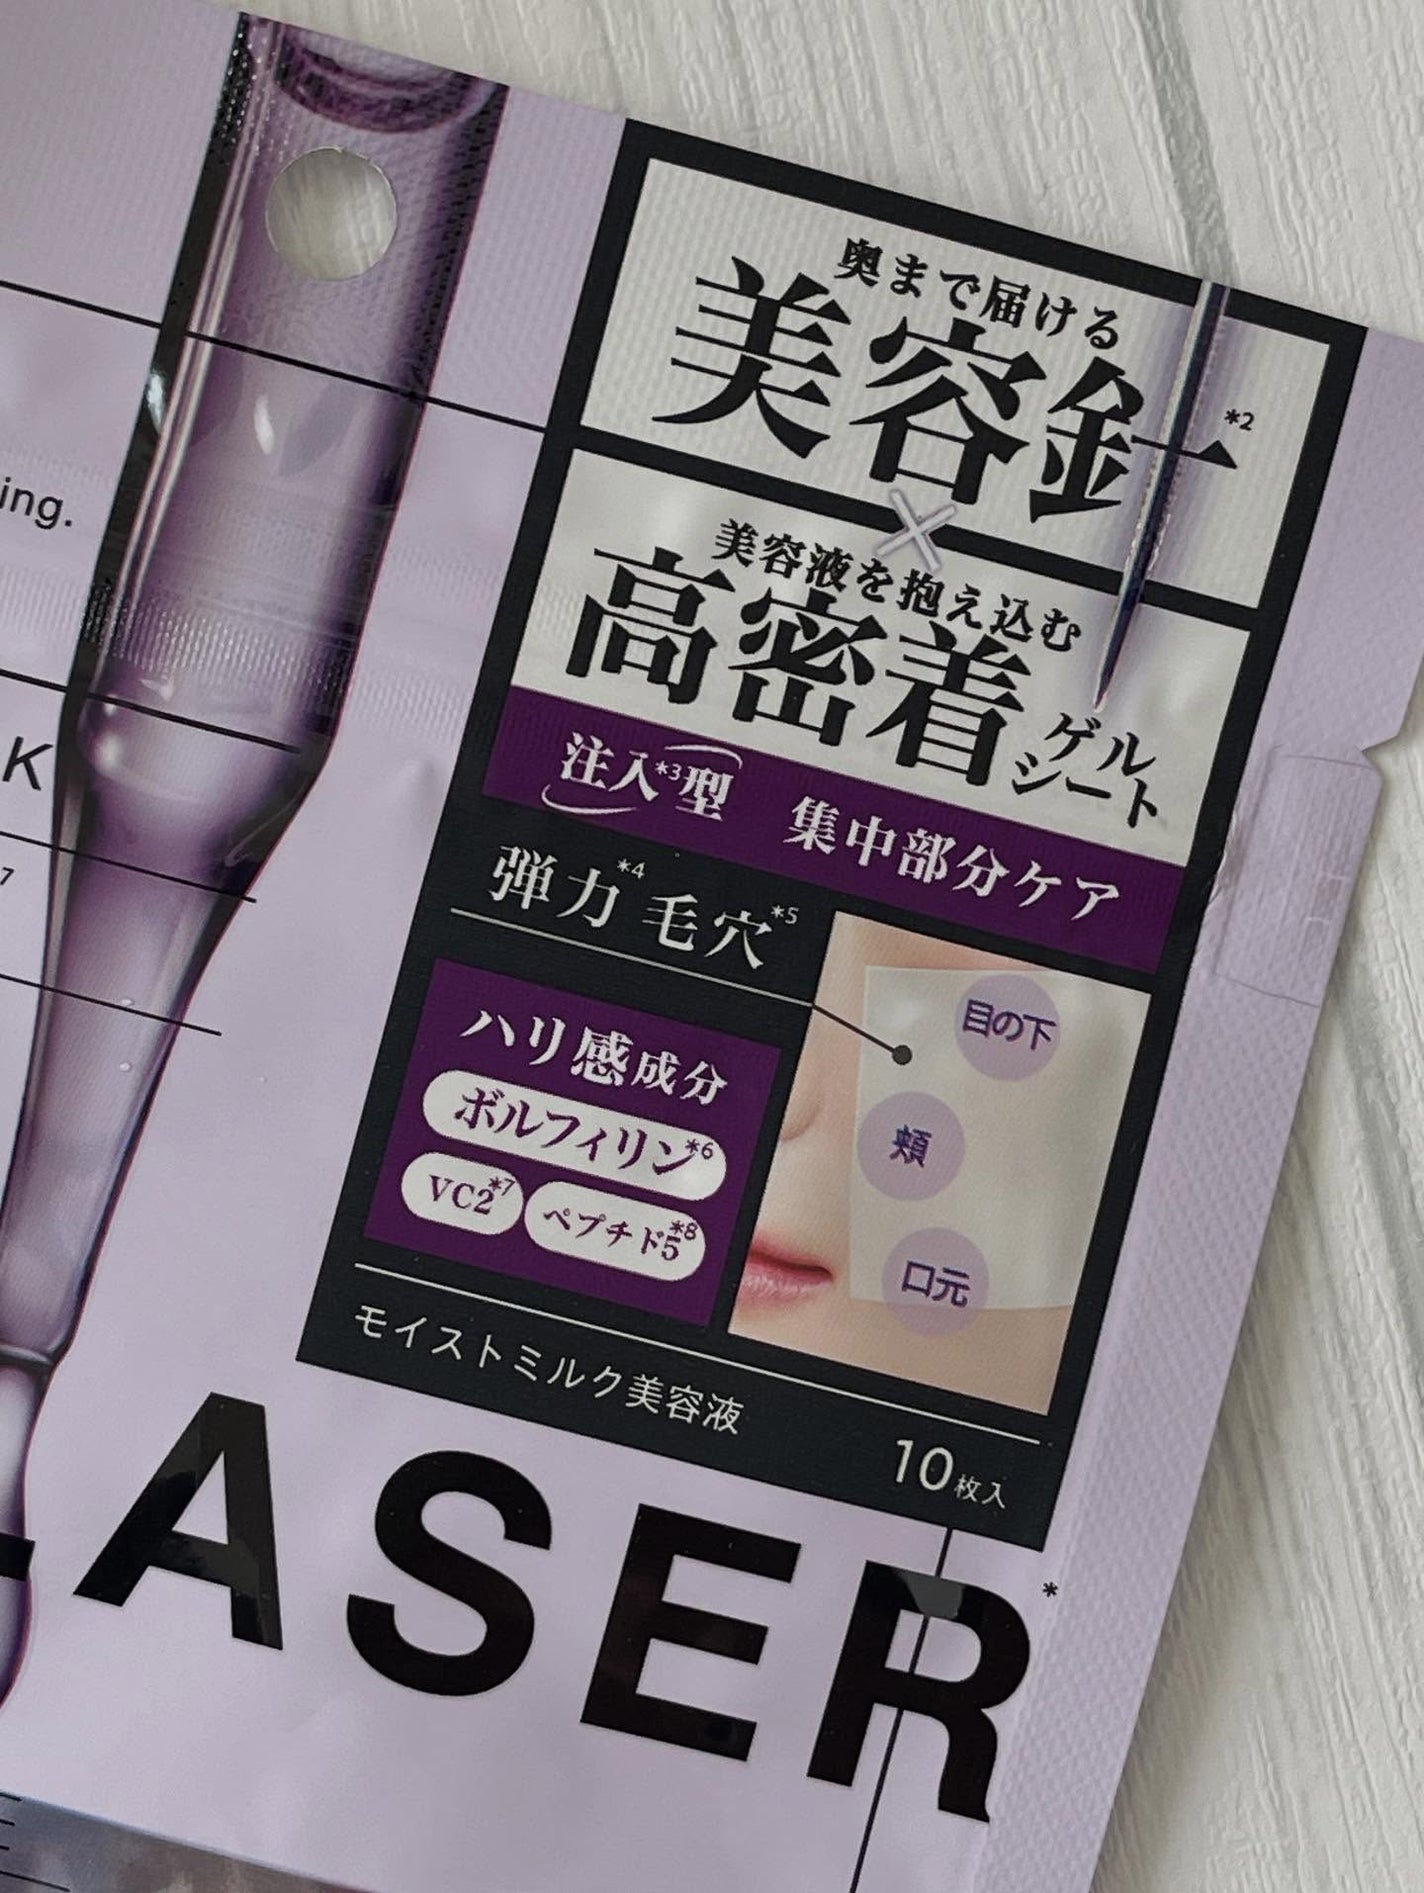 奥まで届ける
美容針*2
×
美容液を抱え込む
高密着
ゲル
シート
注入*3型 集中部分ケア
弾力*4 毛穴*5
目の下
頬
口元
ハリ感成分
ボルフィリン*6
VC2*7
ペプチド5*8
モイストミルク美容液
10枚入
ing.
K
7
LASER*